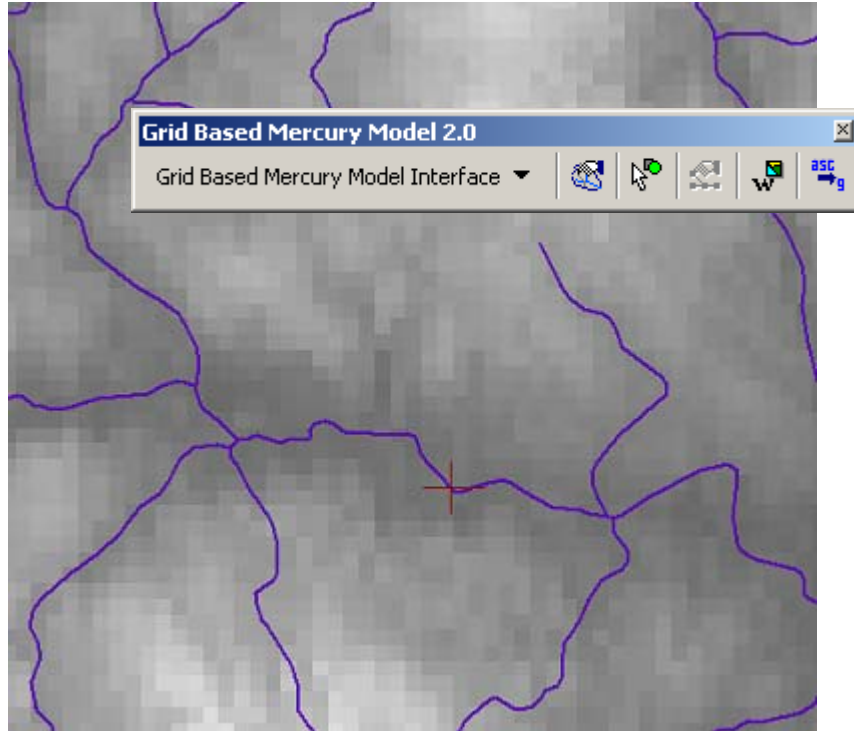 Grid Based Mercury Model 2.0
Grid Based Mercury Model Interface
W
asc
g